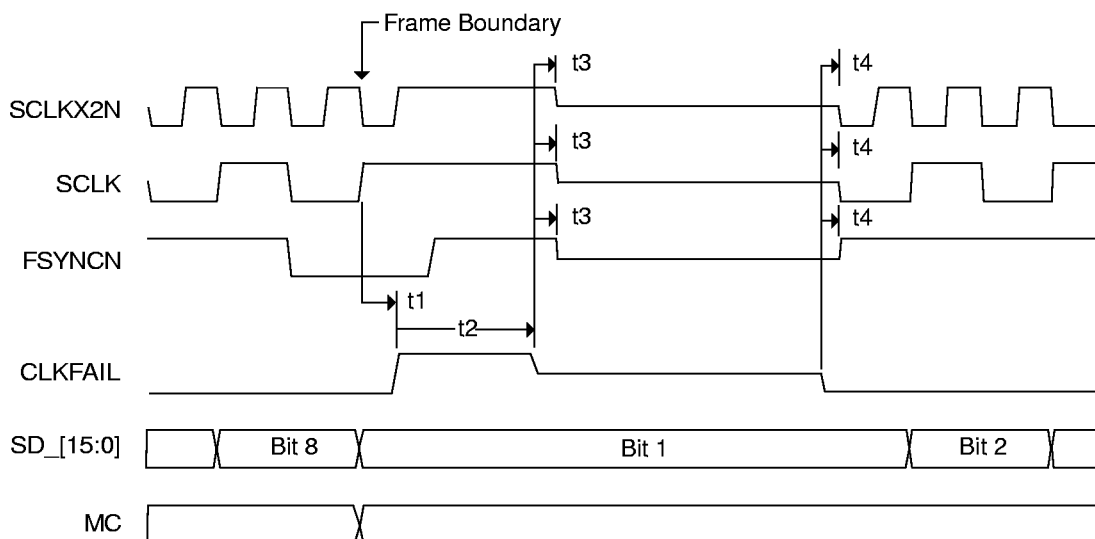 Frame Boundary
t3
t4
SCLKX2N
t3
t4
SCLK
t3
t4
FSYNCN
t1
t2
CLKFAIL
SD_[15:0]
Bit 8
Bit 1
Bit 2
MC